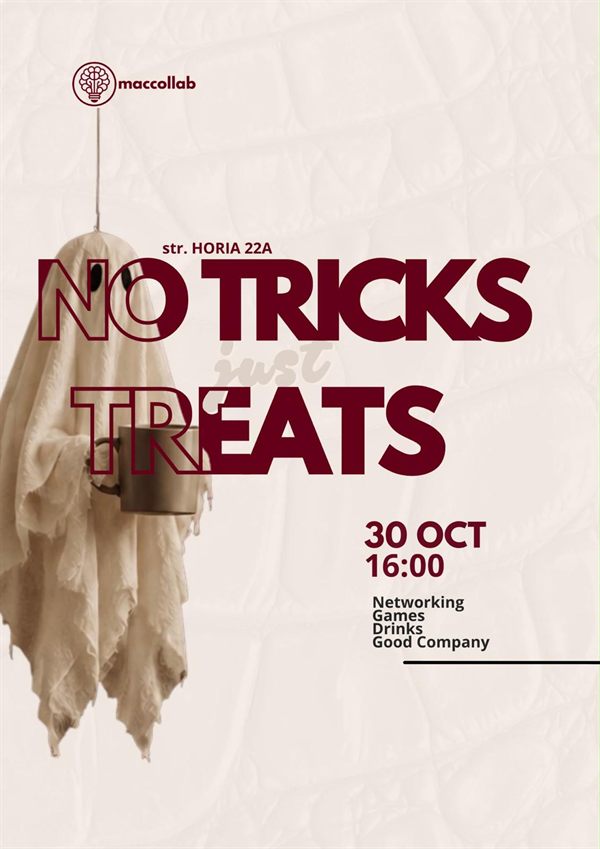 maccollab
str. HORIA 22A
NO TRICKS
just
TREATS
30 OCT
16:00
Networking
Games
Drinks
Good Company